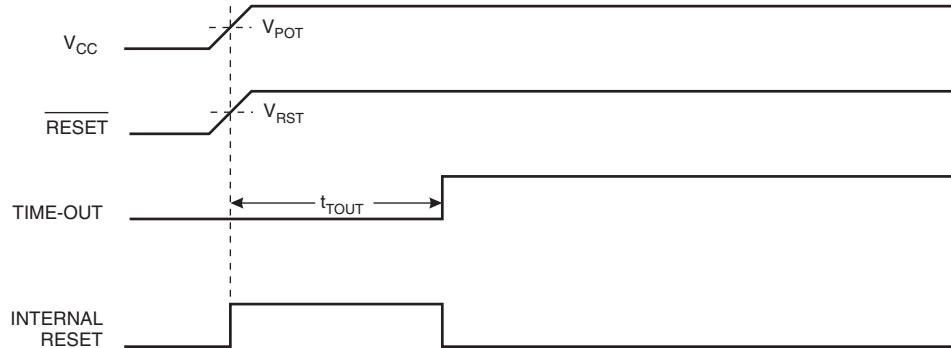 V_CC
V_POT
RESET
V_RST
TIME-OUT
t_TOUT
INTERNAL
RESET